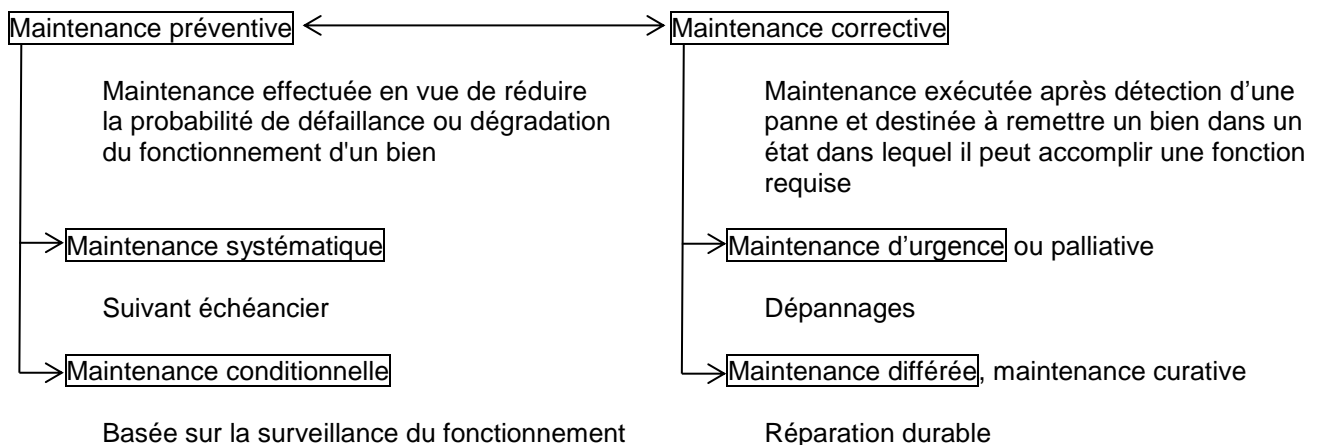 Maintenance préventive
Maintenance effectuée en vue de réduire
la probabilité de défaillance ou dégradation
du fonctionnement d'un bien
Maintenance systématique
Suivant échéancier
Maintenance conditionnelle
Basée sur la surveillance du fonctionnement
Maintenance corrective
Maintenance exécutée après détection d’une
panne et destinée à remettre un bien dans un
état dans lequel il peut accomplir une fonction
requise
Maintenance d’urgence ou palliative
Dépannages
Maintenance différée, maintenance curative
Réparation durable